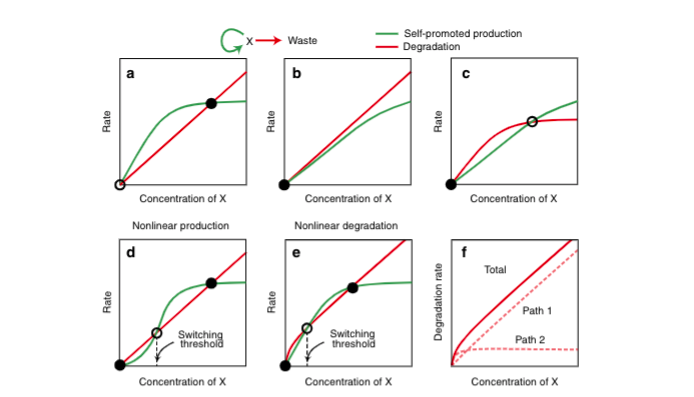 X Waste
Self-promoted production
Degradation
a
b
c
Rate
Rate
Rate
Concentration of X
Concentration of X
Concentration of X
Nonlinear production
Nonlinear degradation
d
e
f
Rate
Switching
threshold
Rate
Switching
threshold
Degradation rate
Total
Path 1
Path 2
Concentration of X
Concentration of X
Concentration of X